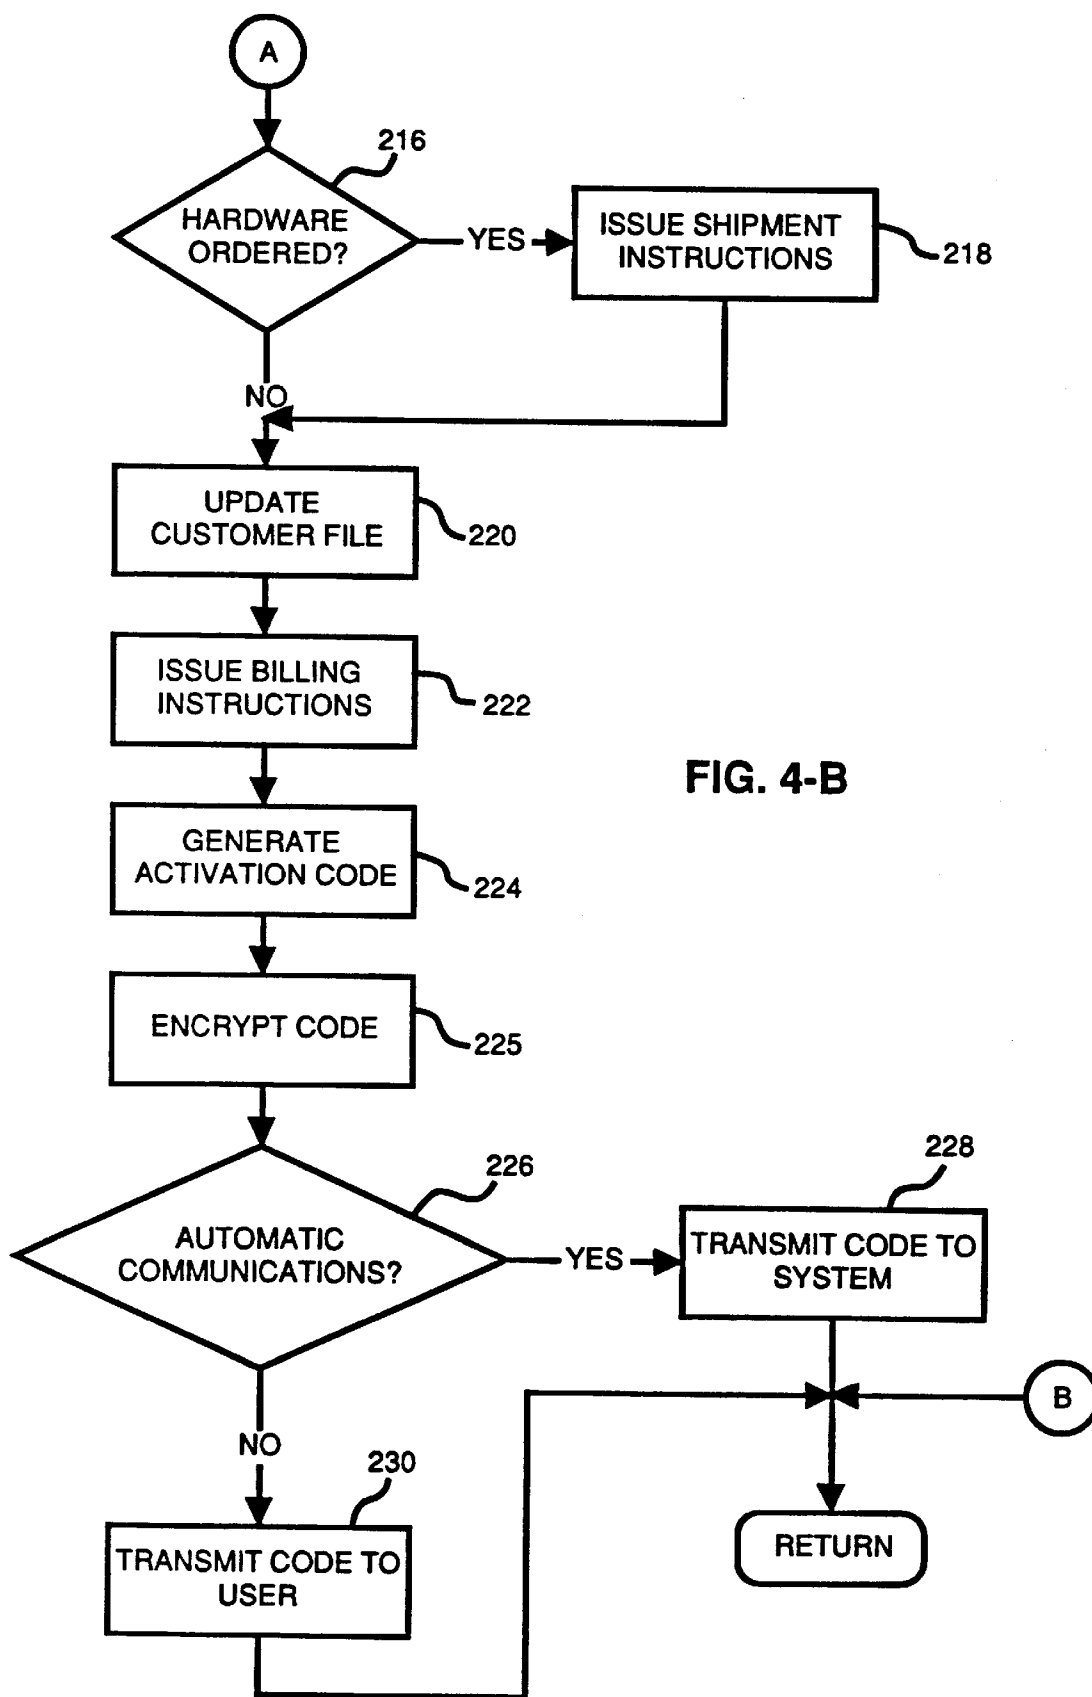 A
216
HARDWARE
ORDERED?
YES
ISSUE SHIPMENT
INSTRUCTIONS
218
NO
UPDATE
CUSTOMER FILE
220
ISSUE BILLING
INSTRUCTIONS
222
FIG. 4-B
GENERATE
ACTIVATION CODE
224
ENCRYPT CODE
225
226
AUTOMATIC
COMMUNICATIONS?
YES
228
TRANSMIT CODE TO
SYSTEM
B
NO
230
TRANSMIT CODE TO
USER
RETURN